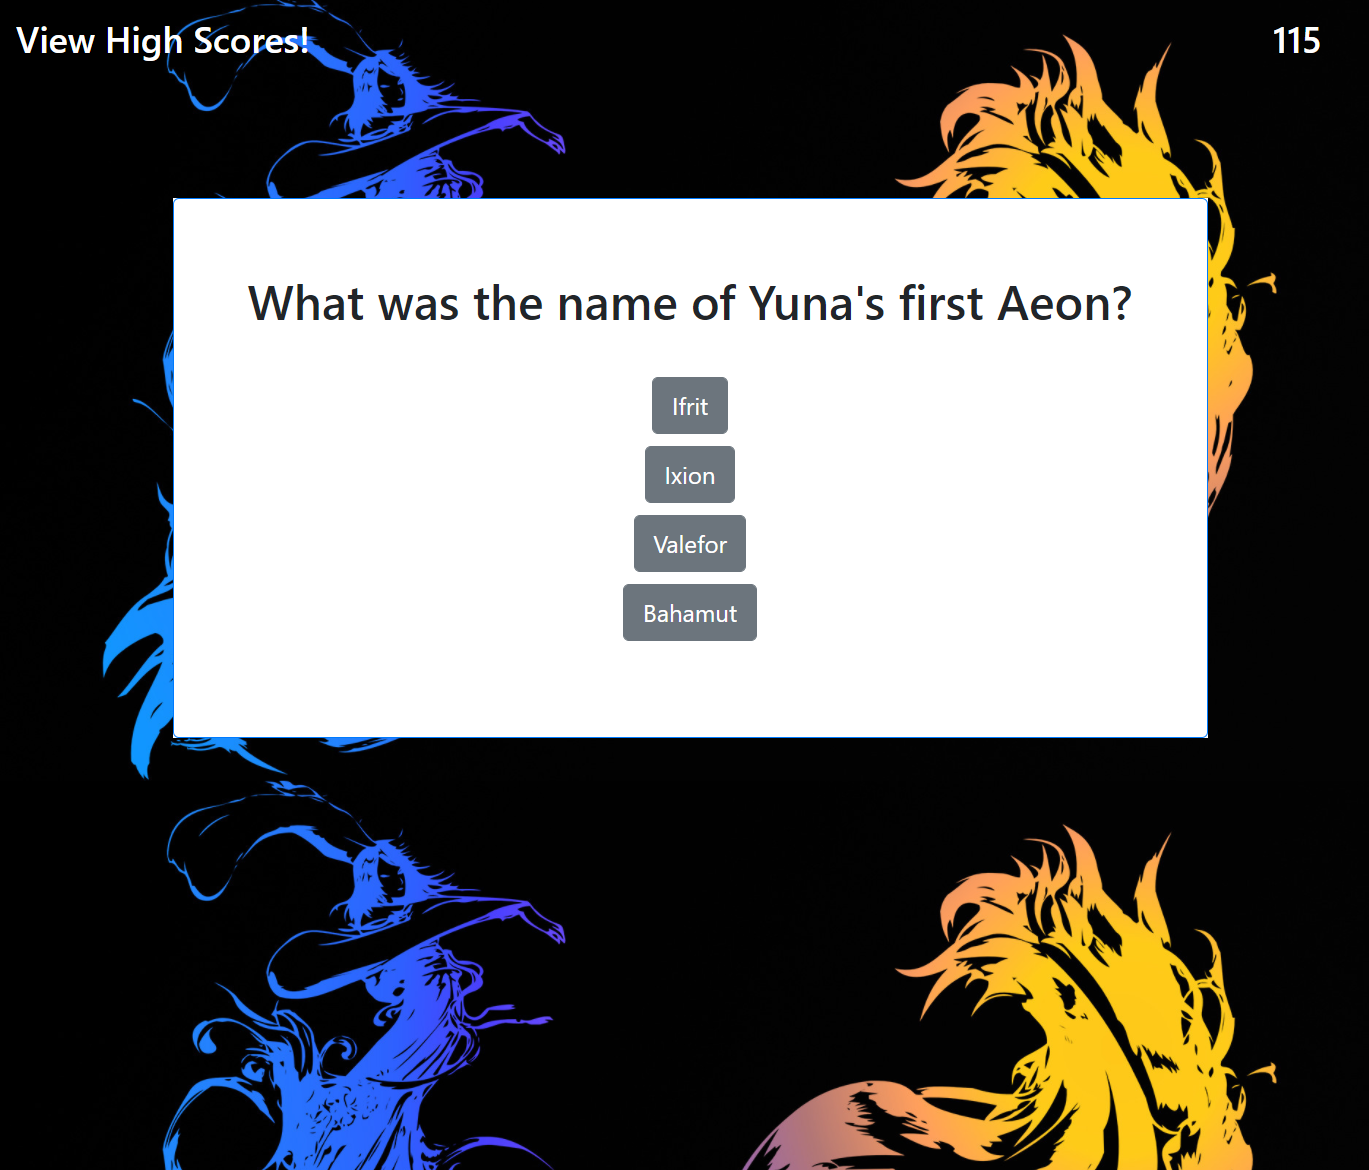 View High Scores!
115
What was the name of Yuna's first Aeon?
Ifrit
Ixion
Valefor
Bahamut